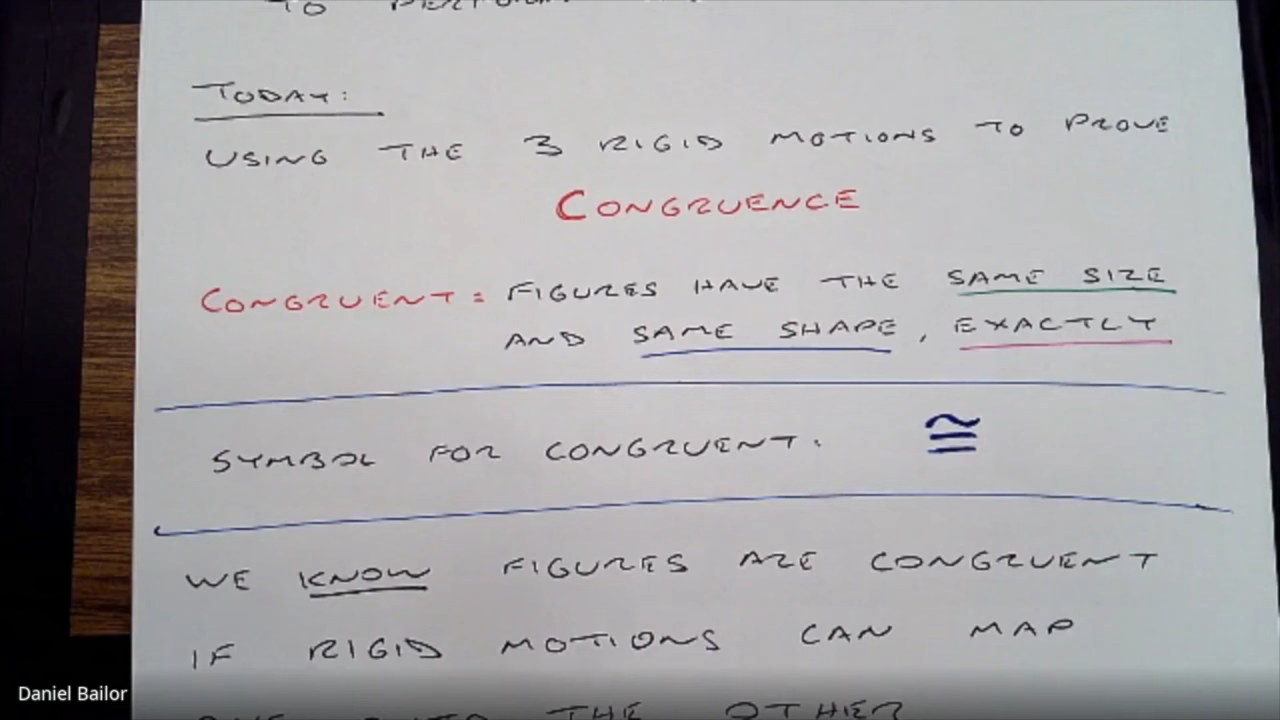 TO
TODAY:
USING THE 3 RIGID MOTIONS TO PROVE
CONGRUENCE
CONGRUENT = FIGURES HAVE THE SAME SIZE
AND SAME SHAPE, EXACTLY
SYMBOL FOR CONGRUENT: ≅
WE KNOW FIGURES ARE CONGRUENT
IF RIGID MOTIONS CAN MAP
THE OTHER
Daniel Bailor